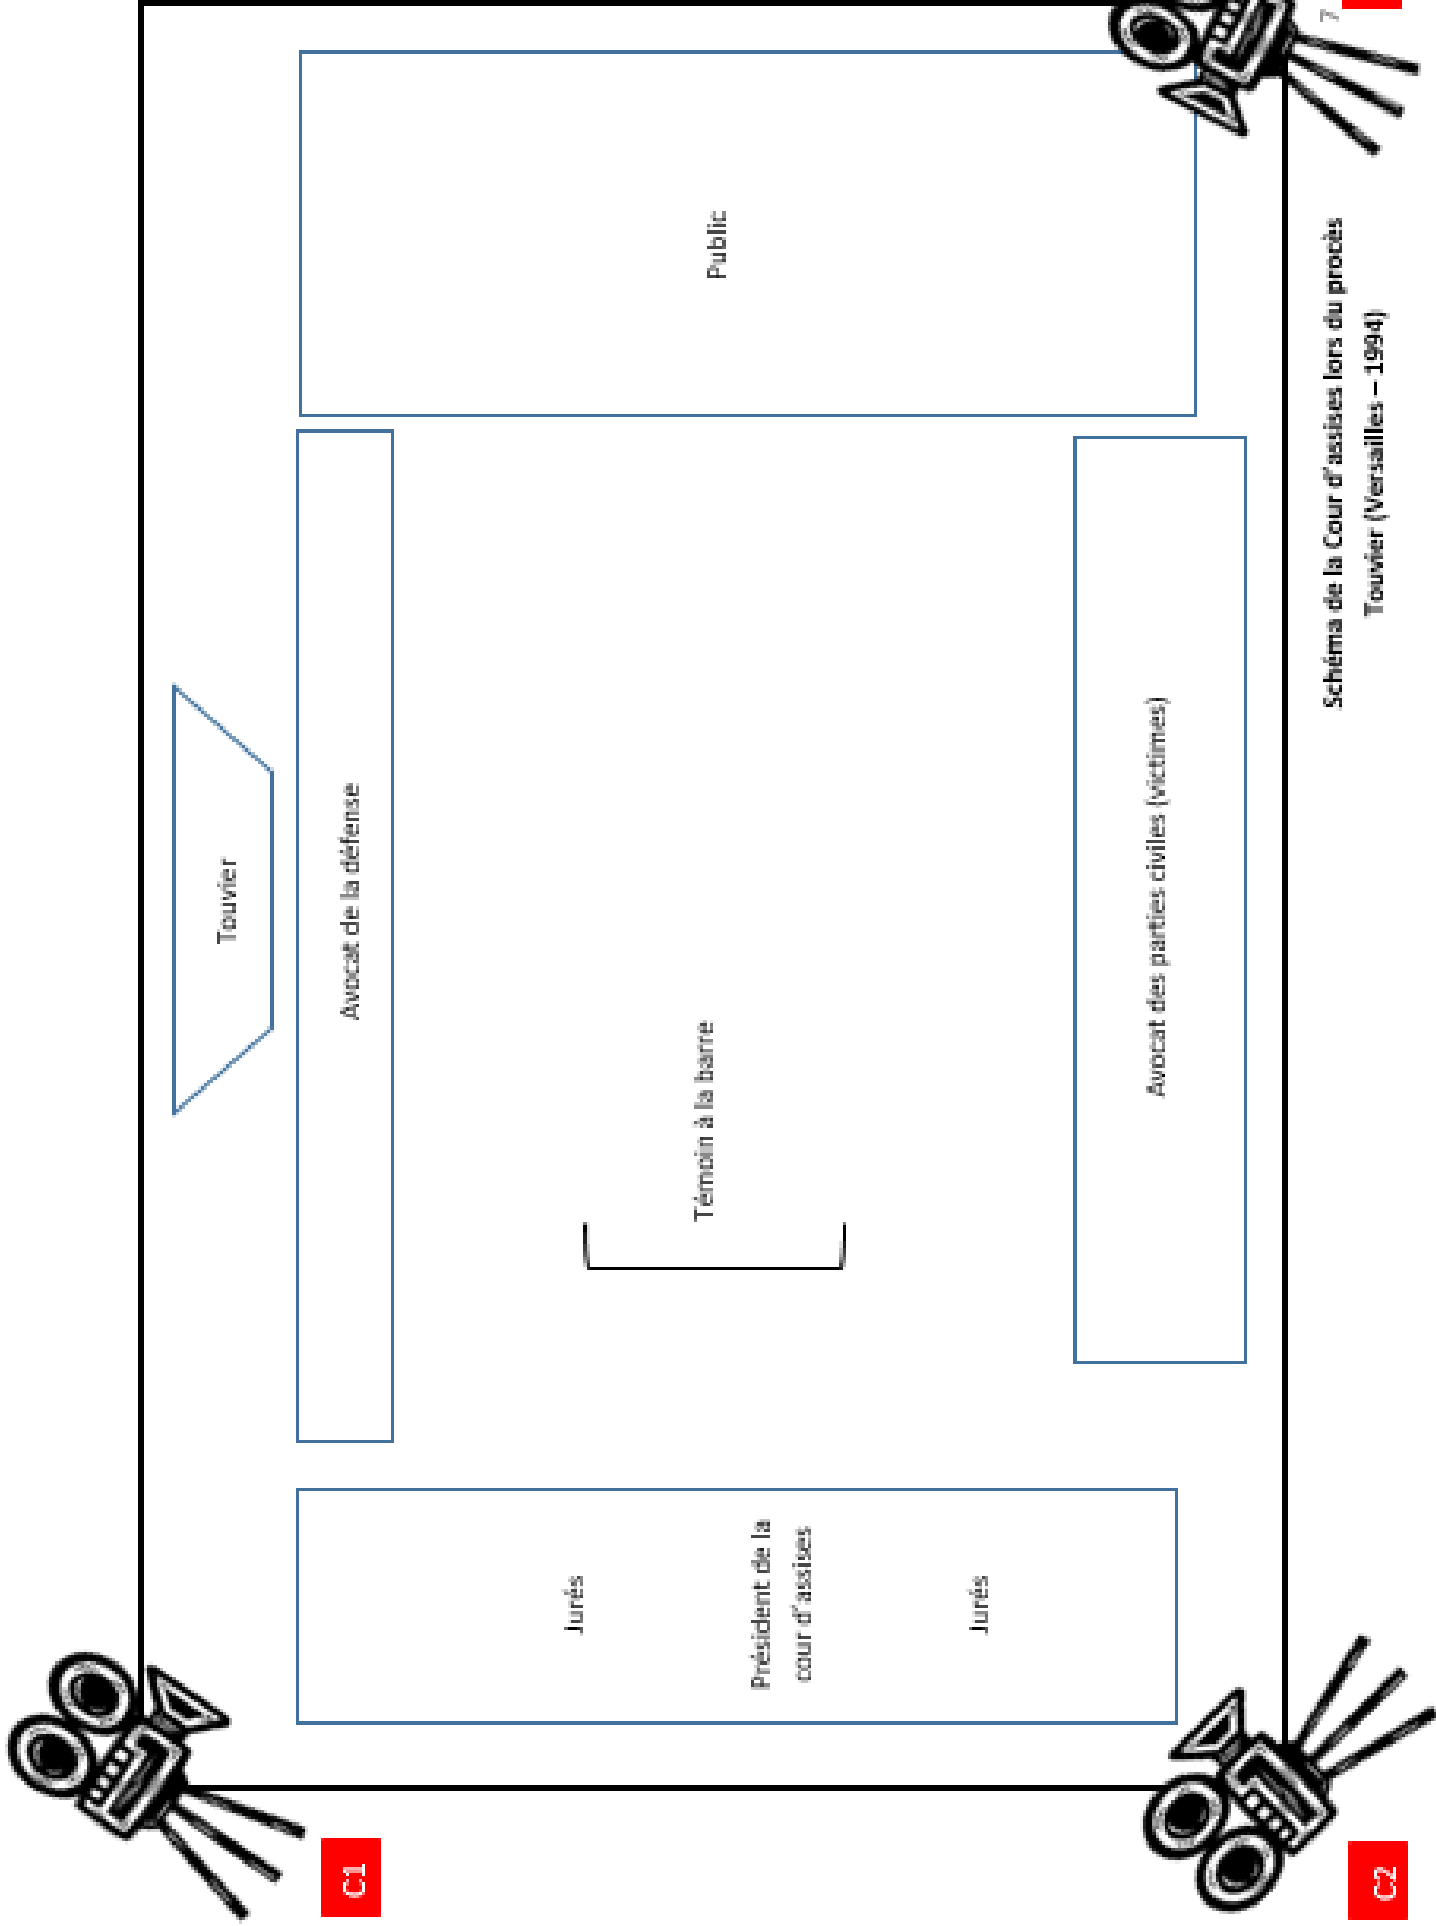 C1
Touvier
Avocat de la défense
Jurés
Président de la
cour d'assises
Jurés
Témoin à la barre
Public
Avocat des parties civiles (victimes)
C2
Schéma de la Cour d'assises lors du procès
Touvier (Versailles – 1994)
7